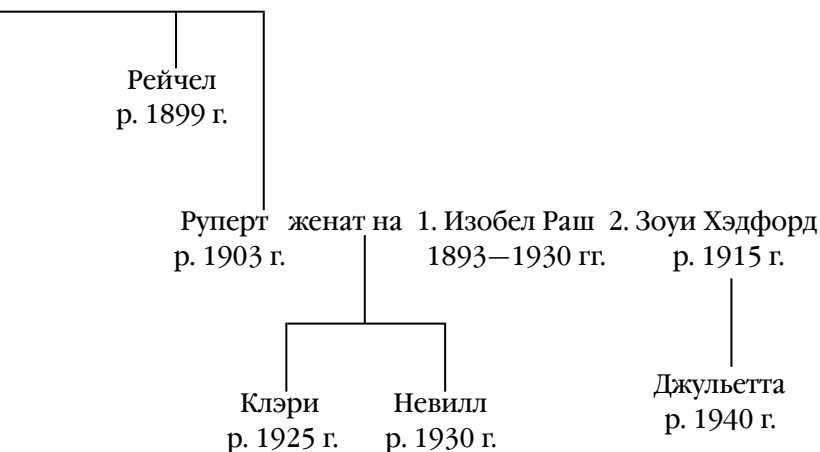 Рейчел
р. 1899 г.
Руперт женат на 1. Изобел Раш 2. Зоуи Хэдфорд
р. 1903 г. 1893—1930 гг. р. 1915 г.
Клэри Невилл Джульетта
р. 1925 г. р. 1930 г. р. 1940 г.